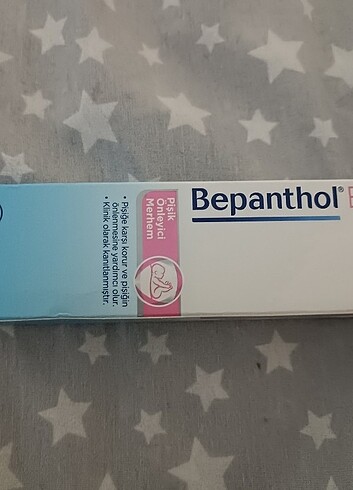 Bepanthol®
Pişik
Önleyici
Merhem
• Pişiğe karşı korur ve pişiğin
önlenmesine yardımcı olur.
• Klinik olarak kanıtlanmıştır.